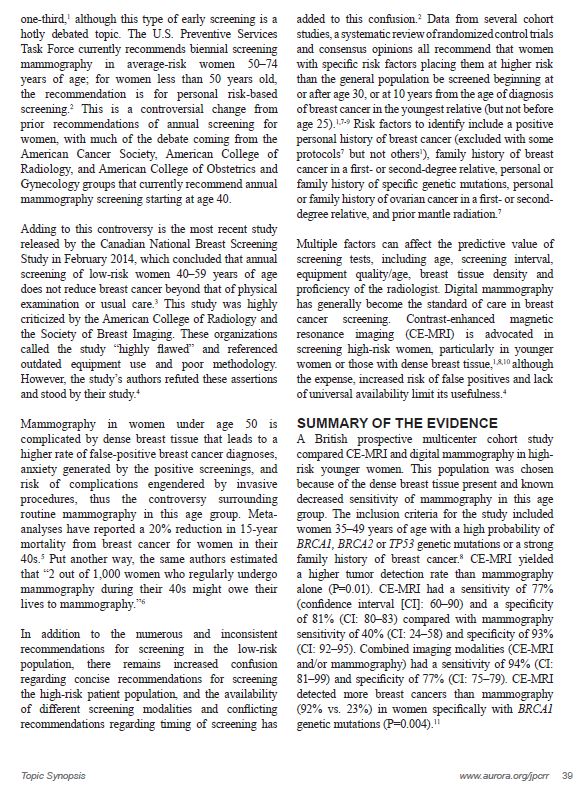 one-third,¹ although this type of early screening is a
hotly debated topic. The U.S. Preventive Services
Task Force currently recommends biennial screening
mammography in average-risk women 50–74
years of age; for women less than 50 years old,
the recommendation is for personal risk-based
screening.² This is a controversial change from
prior recommendations of annual screening for
women, with much of the debate coming from the
American Cancer Society, American College of
Radiology, and American College of Obstetrics and
Gynecology groups that currently recommend annual
mammography screening starting at age 40.
Adding to this controversy is the most recent study
released by the Canadian National Breast Screening
Study in February 2014, which concluded that annual
screening of low-risk women 40–59 years of age
does not reduce breast cancer beyond that of physical
examination or usual care.³ This study was highly
criticized by the American College of Radiology and
the Society of Breast Imaging. These organizations
called the study “highly flawed” and referenced
outdated equipment use and poor methodology.
However, the study’s authors refuted these assertions
and stood by their study.⁴
Mammography in women under age 50 is
complicated by dense breast tissue that leads to a
higher rate of false-positive breast cancer diagnoses,
anxiety generated by the positive screenings, and
risk of complications engendered by invasive
procedures, thus the controversy surrounding
routine mammography in this age group. Meta-
analyses have reported a 20% reduction in 15-year
mortality from breast cancer for women in their
40s.⁵ Put another way, the same authors estimated
that “2 out of 1,000 women who regularly undergo
mammography during their 40s might owe their
lives to mammography.”⁶
In addition to the numerous and inconsistent
recommendations for screening in the low-risk
population, there remains increased confusion
regarding concise recommendations for screening
the high-risk patient population, and the availability
of different screening modalities and conflicting
recommendations regarding timing of screening has
added to this confusion.² Data from several cohort
studies, a systematic review of randomized control trials
and consensus opinions all recommend that women
with specific risk factors placing them at higher risk
than the general population be screened beginning at
or after age 30, or at 10 years from the age of diagnosis
of breast cancer in the youngest relative (but not before
age 25).¹,⁷⁻⁹ Risk factors to identify include a positive
personal history of breast cancer (excluded with some
protocols⁷ but not others¹), family history of breast
cancer in a first- or second-degree relative, personal or
family history of specific genetic mutations, personal
or family history of ovarian cancer in a first- or second-
degree relative, and prior mantle radiation.⁷
Multiple factors can affect the predictive value of
screening tests, including age, screening interval,
equipment quality/age, breast tissue density and
proficiency of the radiologist. Digital mammography
has generally become the standard of care in breast
cancer screening. Contrast-enhanced magnetic
resonance imaging (CE-MRI) is advocated in
screening high-risk women, particularly in younger
women or those with dense breast tissue,¹,⁸,¹⁰ although
the expense, increased risk of false positives and lack
of universal availability limit its usefulness.⁴
SUMMARY OF THE EVIDENCE
A British prospective multicenter cohort study
compared CE-MRI and digital mammography in high-
risk younger women. This population was chosen
because of the dense breast tissue present and known
decreased sensitivity of mammography in this age
group. The inclusion criteria for the study included
women 35–49 years of age with a high probability of
BRCA1, BRCA2 or TP53 genetic mutations or a strong
family history of breast cancer.⁸ CE-MRI yielded
a higher tumor detection rate than mammography
alone (P=0.01). CE-MRI had a sensitivity of 77%
(confidence interval [CI]: 60–90) and a specificity
of 81% (CI: 80–83) compared with mammography
sensitivity of 40% (CI: 24–58) and specificity of 93%
(CI: 92–95). Combined imaging modalities (CE-MRI
and/or mammography) had a sensitivity of 94% (CI:
81–99) and specificity of 77% (CI: 75–79). CE-MRI
detected more breast cancers than mammography
(92% vs. 23%) in women specifically with BRCA1
genetic mutations (P=0.004).¹¹
Topic Synopsis
www.aurora.org/jpcrr 39